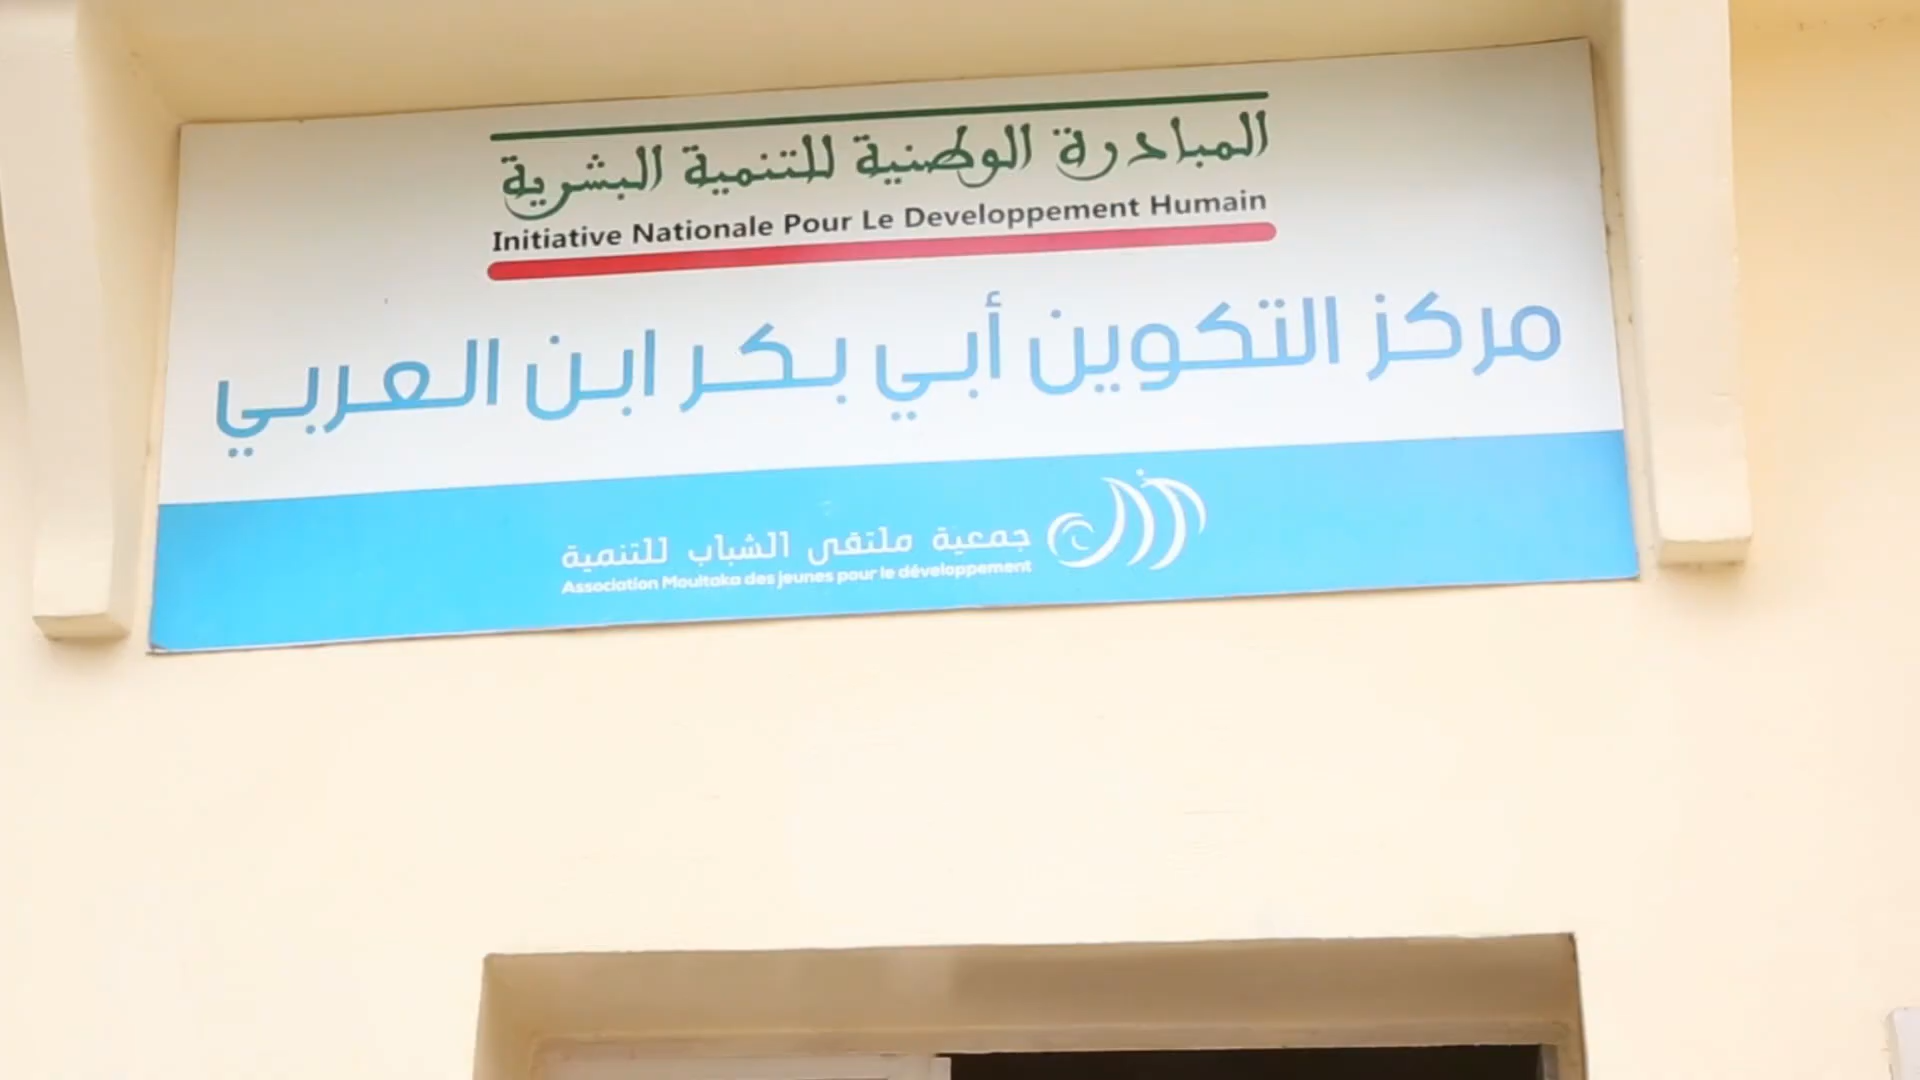 المبادرة الوطنية للتنمية البشرية
Initiative Nationale Pour Le Developpement Humain
مركز التكوين أبي بكر ابن العربي
جمعية ملتقى الشباب للتنمية
Association Moultaka des jeunes pour le développement